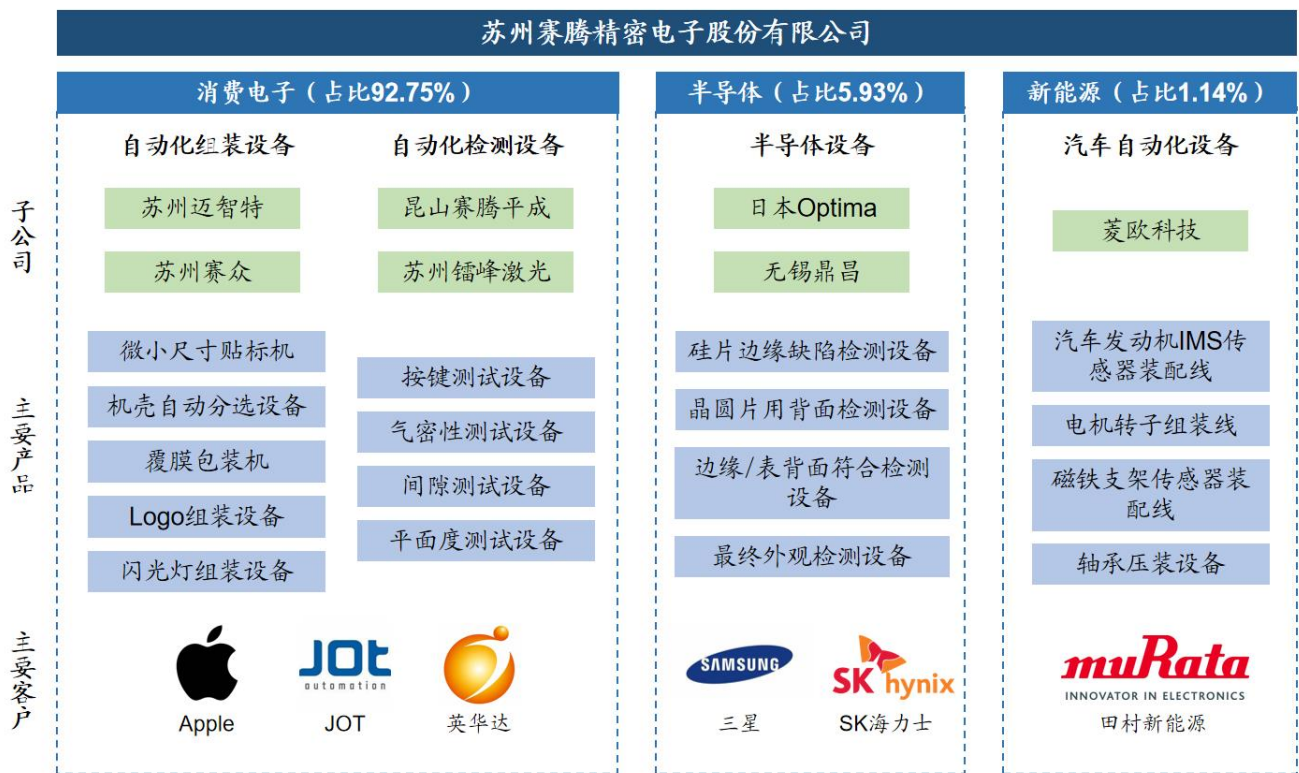 苏州赛腾精密电子股份有限公司
消费电子（占比92.75%）
半导体（占比5.93%）
新能源（占比1.14%）
自动化组装设备
自动化检测设备
半导体设备
汽车自动化设备
子公司
苏州迈智特
昆山赛腾平成
日本Optima
菱欧科技
苏州赛众
苏州镭峰激光
无锡鼎昌
主要产品
微小尺寸贴标机
机壳自动分选设备
覆膜包装机
Logo组装设备
闪光灯组装设备
按键测试设备
气密性测试设备
间隙测试设备
平面度测试设备
硅片边缘缺陷检测设备
晶圆片用背面检测设备
边缘/表背面符合检测
设备
最终外观检测设备
汽车发动机IMS传
感器装配线
电机转子组装线
磁铁支架传感器装
配线
轴承压装设备
主要客户
JOt
automation
SAMSUNG
SK hynix
muRata
INNOVATOR IN ELECTRONICS
Apple
JOT
英华达
三星
SK海力士
田村新能源